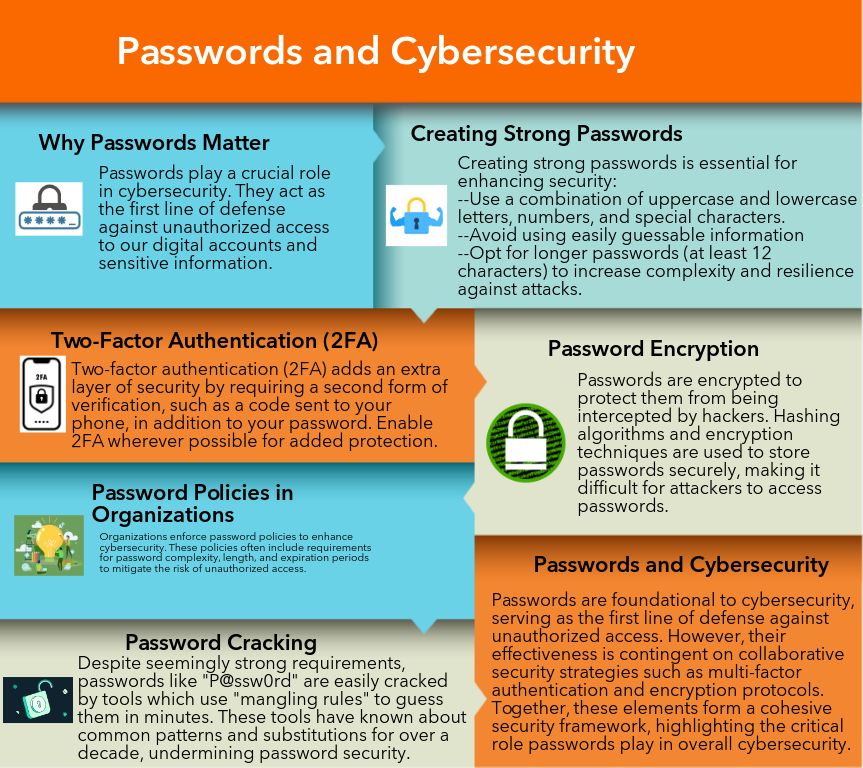 Passwords and Cybersecurity
Why Passwords Matter
Passwords play a crucial role
in cybersecurity. They act as
the first line of defense
against unauthorized access
to our digital accounts and
sensitive information.
Creating Strong Passwords
Creating strong passwords is essential for
enhancing security:
--Use a combination of uppercase and lowercase
letters, numbers, and special characters.
--Avoid using easily guessable information
--Opt for longer passwords (at least 12
characters) to increase complexity and resilience
against attacks.
Two-Factor Authentication (2FA)
2FA
Two-factor authentication (2FA) adds an extra
layer of security by requiring a second form of
verification, such as a code sent to your
phone, in addition to your password. Enable
2FA wherever possible for added protection.
Password Encryption
Passwords are encrypted to
protect them from being
intercepted by hackers. Hashing
algorithms and encryption
techniques are used to store
passwords securely, making it
difficult for attackers to access
passwords.
Password Policies in
Organizations
Organizations enforce password policies to enhance
cybersecurity. These policies often include requirements
for password complexity, length, and expiration periods
to mitigate the risk of unauthorized access.
Password Cracking
Despite seemingly strong requirements,
passwords like "P@ssw0rd" are easily cracked
by tools which use "mangling rules" to guess
them in minutes. These tools have known about
common patterns and substitutions for over a
decade, undermining password security.
Passwords and Cybersecurity
Passwords are foundational to cybersecurity,
serving as the first line of defense against
unauthorized access. However, their
effectiveness is contingent on collaborative
security strategies such as multi-factor
authentication and encryption protocols.
Together, these elements form a cohesive
security framework, highlighting the critical
role passwords play in overall cybersecurity.